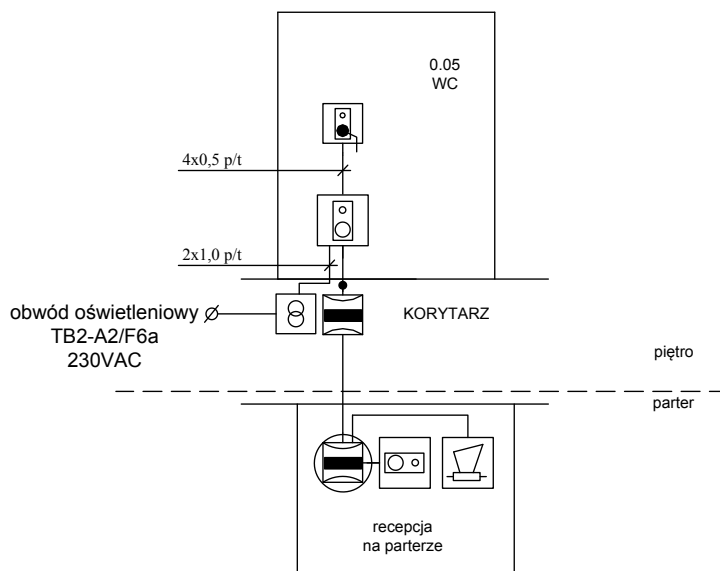 0.05
WC
4x0,5 p/t
2x1,0 p/t
obwód oświetleniowy
TB2-A2/F6a
230VAC
KORYTARZ
piętro
parter
recepcja
na parterze